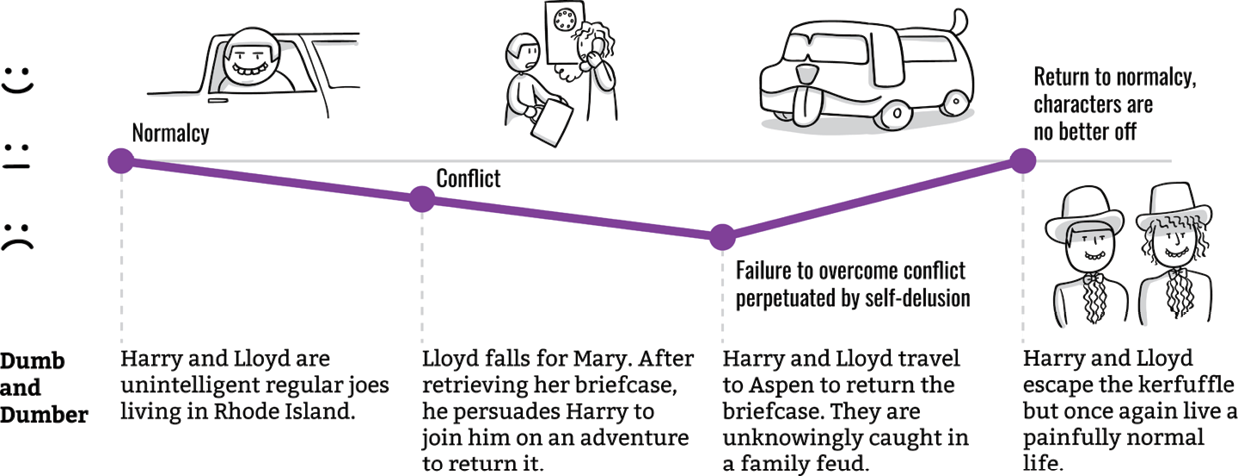 Normalcy
Conflict
Failure to overcome conflict
perpetuated by self-delusion
Return to normalcy,
characters are
no better off
Dumb
and
Dumber
Harry and Lloyd are
unintelligent regular joes
living in Rhode Island.
Lloyd falls for Mary. After
retrieving her briefcase,
he persuades Harry to
join him on an adventure
to return it.
Harry and Lloyd travel
to Aspen to return the
briefcase. They are
unknowingly caught in
a family feud.
Harry and Lloyd
escape the kerfuffle
but once again live a
painfully normal
life.